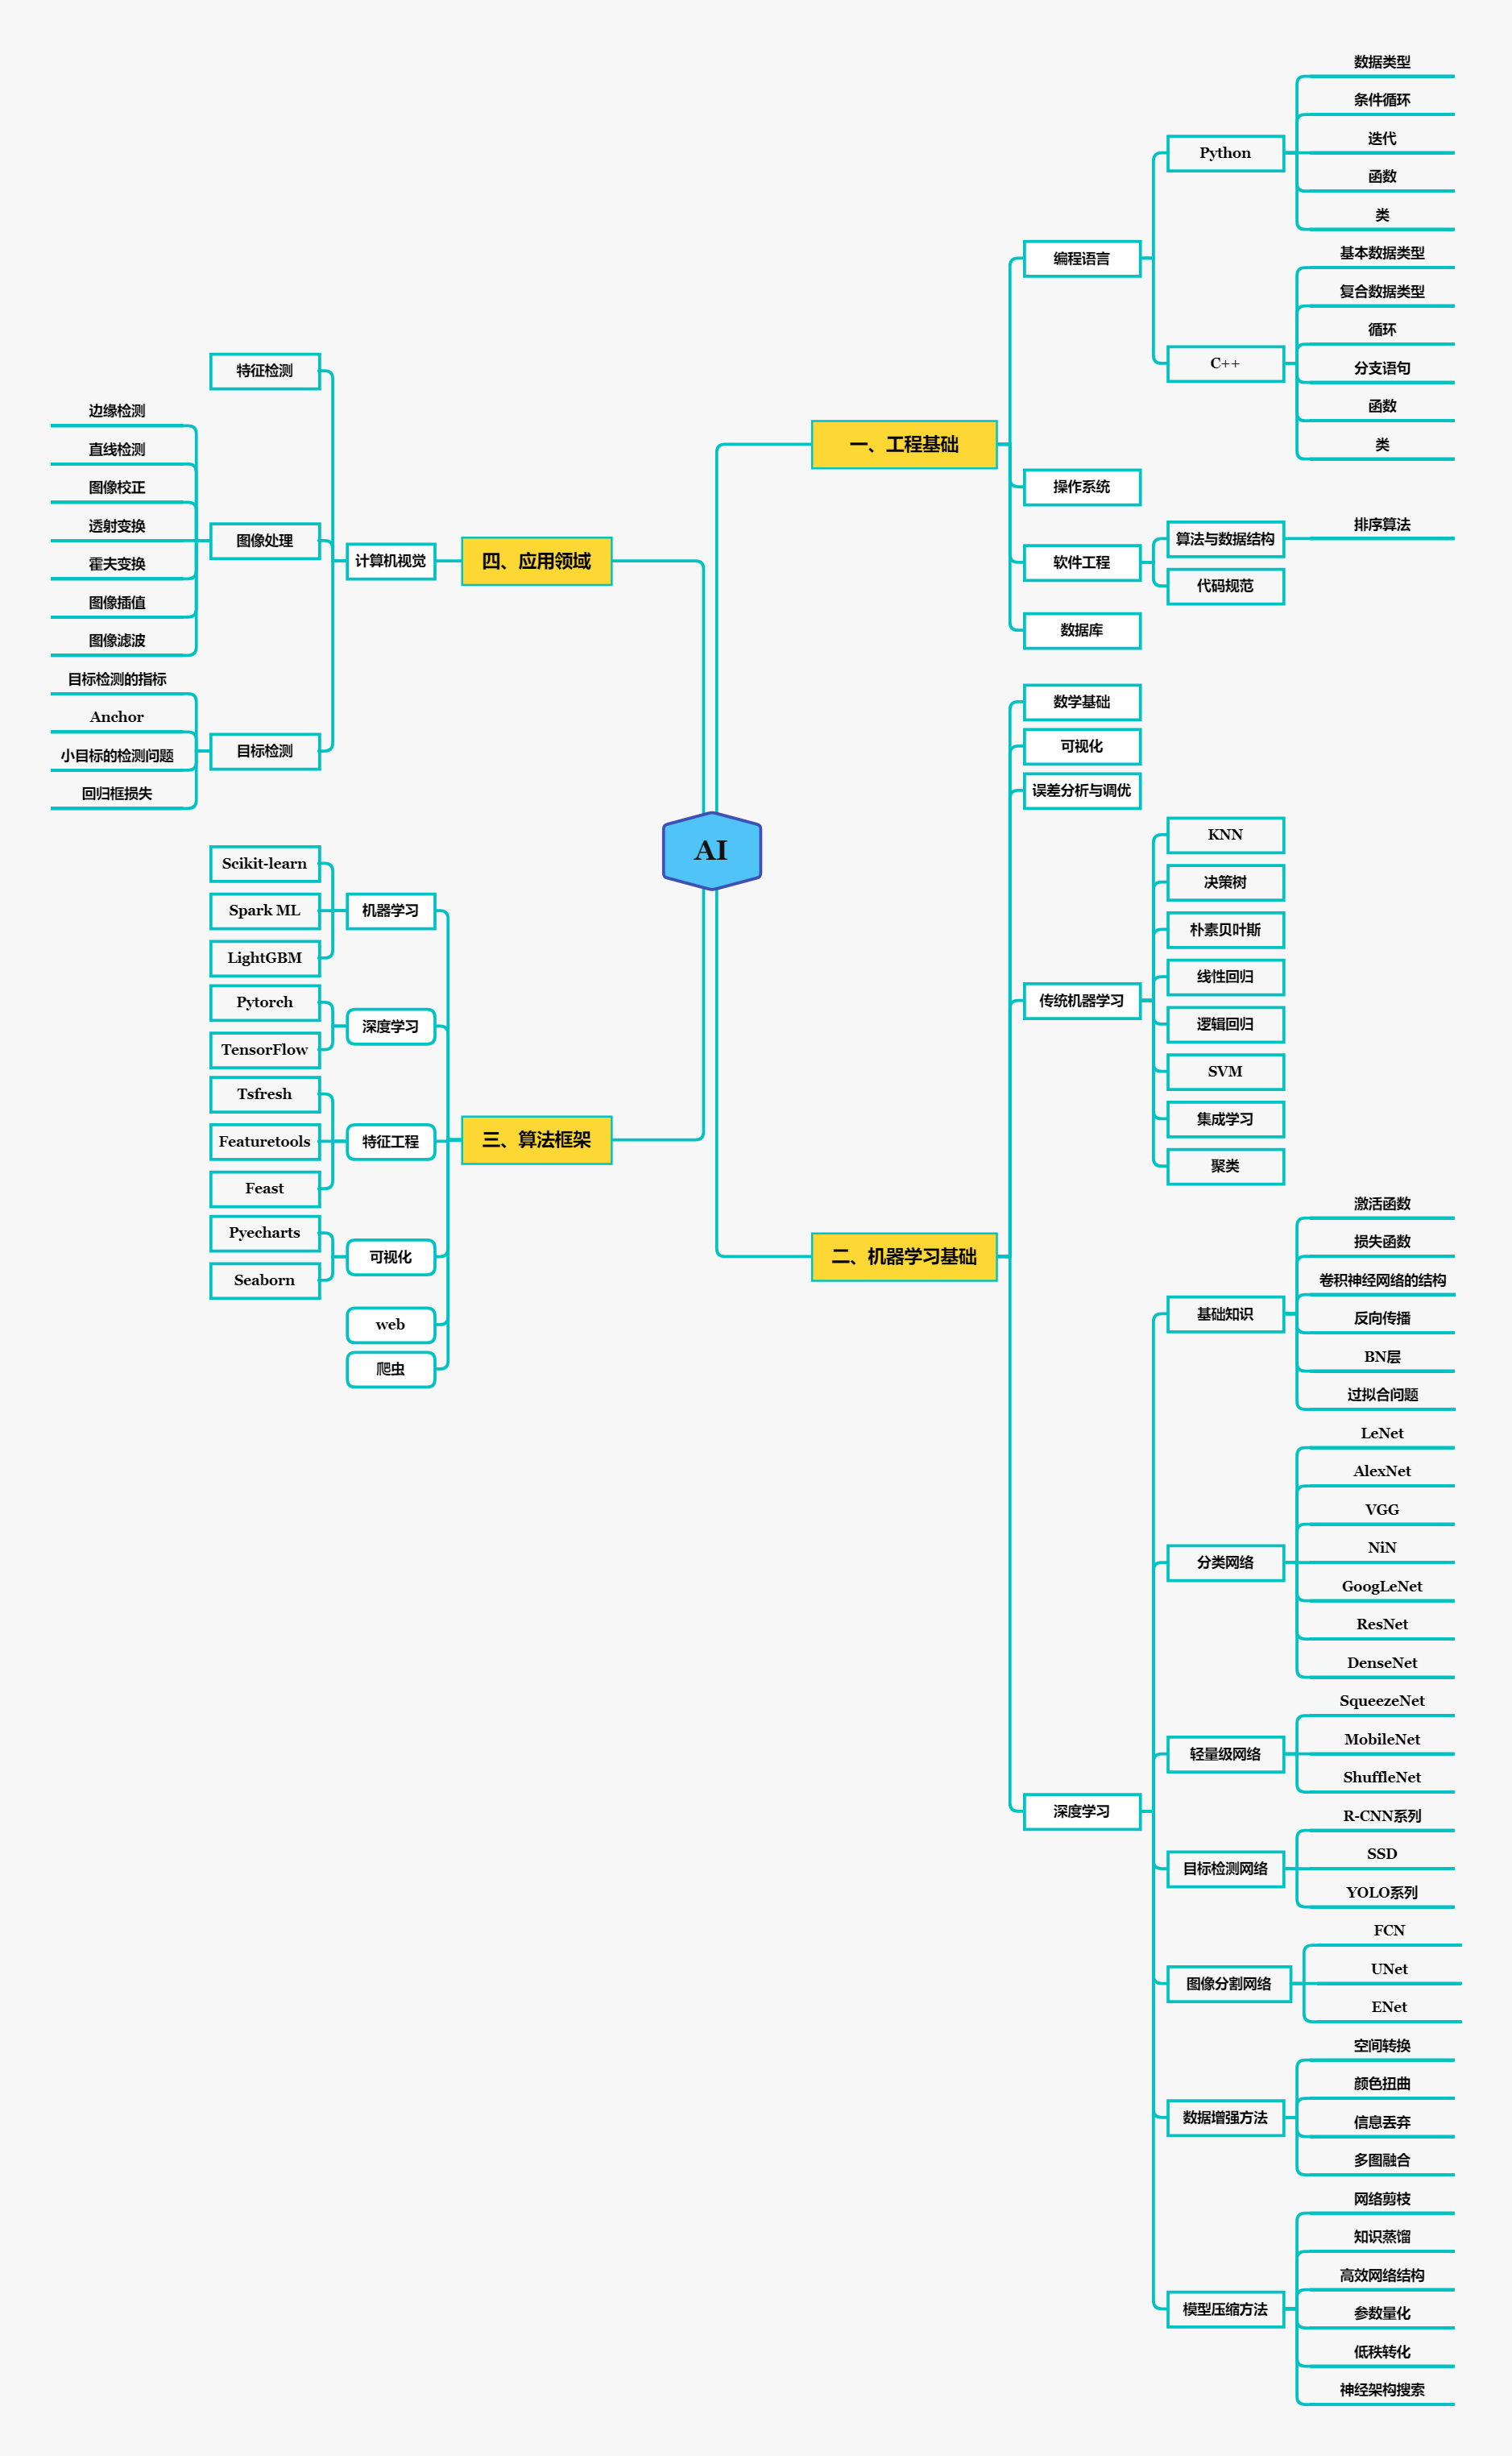 AI
一、工程基础
编程语言
Python
数据类型
条件循环
迭代
函数
类
C++
基本数据类型
复合数据类型
循环
分支语句
函数
类
操作系统
软件工程
算法与数据结构
排序算法
代码规范
数据库
二、机器学习基础
数学基础
可视化
误差分析与调优
传统机器学习
KNN
决策树
朴素贝叶斯
线性回归
逻辑回归
SVM
集成学习
聚类
深度学习
基础知识
激活函数
损失函数
卷积神经网络的结构
反向传播
BN层
过拟合问题
分类网络
LeNet
AlexNet
VGG
NiN
GoogLeNet
ResNet
DenseNet
轻量级网络
SqueezeNet
MobileNet
ShuffleNet
目标检测网络
R-CNN系列
SSD
YOLO系列
图像分割网络
FCN
UNet
ENet
数据增强方法
空间转换
颜色扭曲
信息丢弃
多图融合
模型压缩方法
网络剪枝
知识蒸馏
高效网络结构
参数量化
低秩转化
神经架构搜索
三、算法框架
机器学习
Scikit-learn
Spark ML
LightGBM
深度学习
Pytorch
TensorFlow
特征工程
Tsfresh
Featuretools
Feast
可视化
Pyecharts
Seaborn
web
爬虫
四、应用领域
计算机视觉
特征检测
图像处理
边缘检测
直线检测
图像校正
透射变换
霍夫变换
图像插值
图像滤波
目标检测
目标检测的指标
Anchor
小目标的检测问题
回归框损失